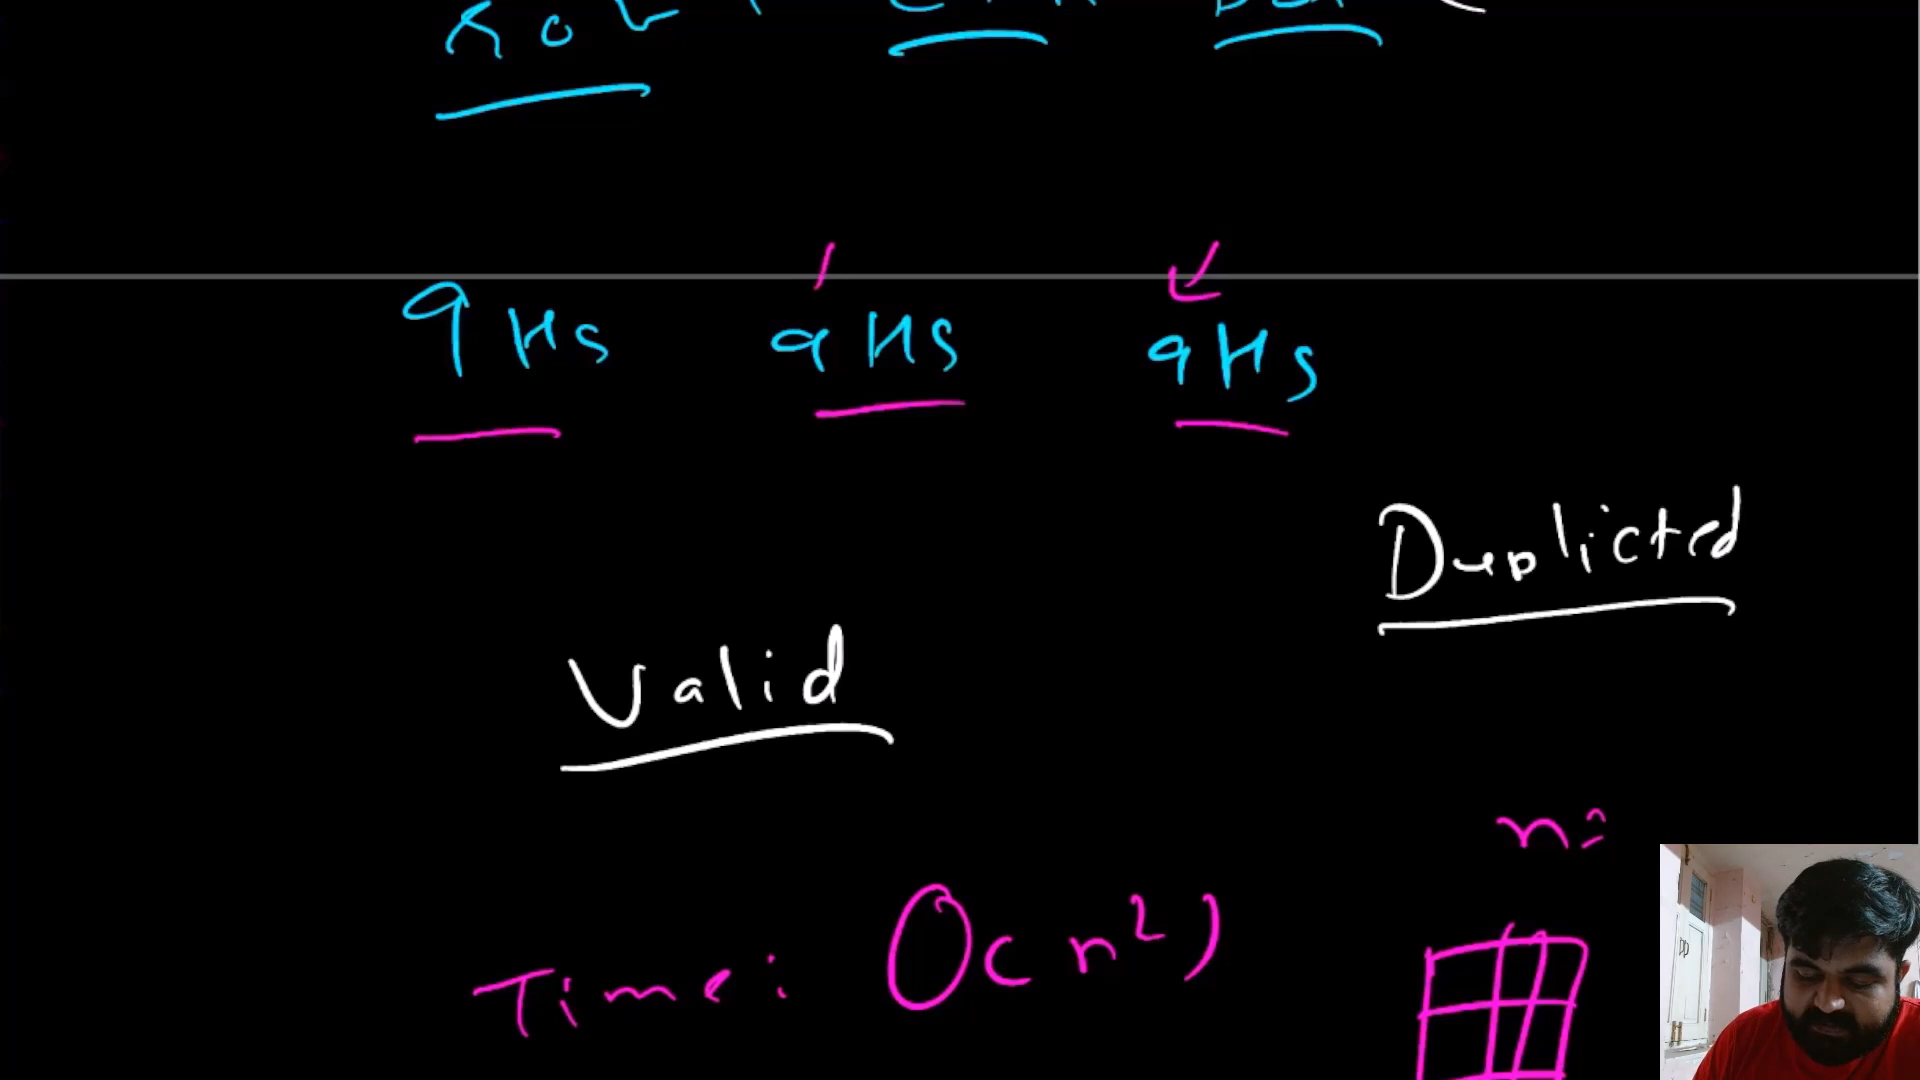 9 Hs 9 Hs 9 Hs
Duplicted
Valid
n=
Time: O(n²)